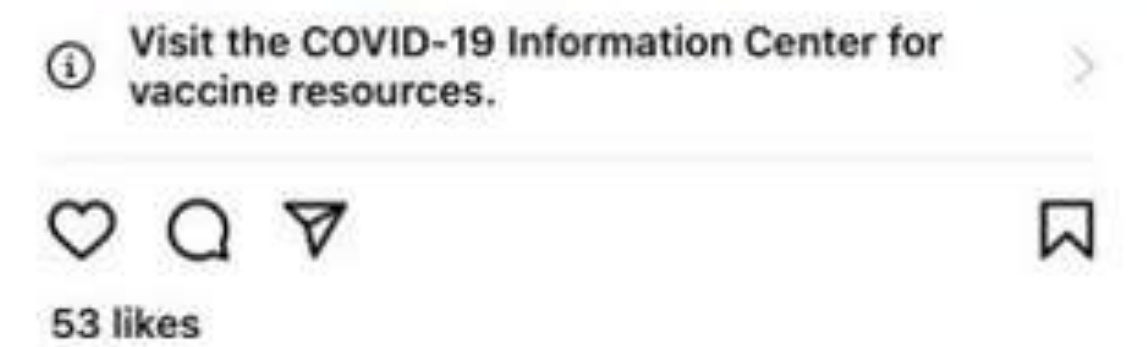 Visit the COVID-19 Information Center for
vaccine resources.
53 likes